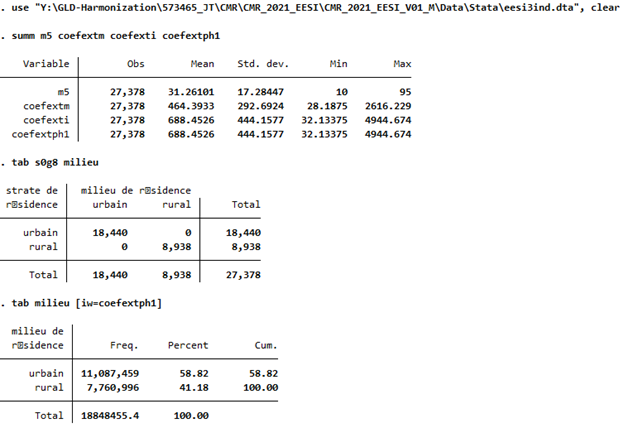 . use "Y:\GLD-Harmonization\573465_JT\CMR\CMR_2021_EESI\CMR_2021_EESI_V01_M\Data\Stata\eesi3ind.dta", clear
. summ m5 coefextm coefexti coefextph1
Variable Obs Mean Std. dev. Min Max
m5 27,378 31.26101 17.28447 10 95
coefextm 27,378 464.3933 292.6924 28.1875 2616.229
coefexti 27,378 688.4526 444.1577 32.13375 4944.674
coefextph1 27,378 688.4526 444.1577 32.13375 4944.674
. tab s0g8 milieu
strate de milieu de r�sidence
r�sidence urbain rural Total
urbain 18,440 0 18,440
rural 0 8,938 8,938
Total 18,440 8,938 27,378
. tab milieu [iw=coefextph1]
milieu de
r�sidence Freq. Percent Cum.
urbain 11,087,459 58.82 58.82
rural 7,760,996 41.18 100.00
Total 18848455.4 100.00